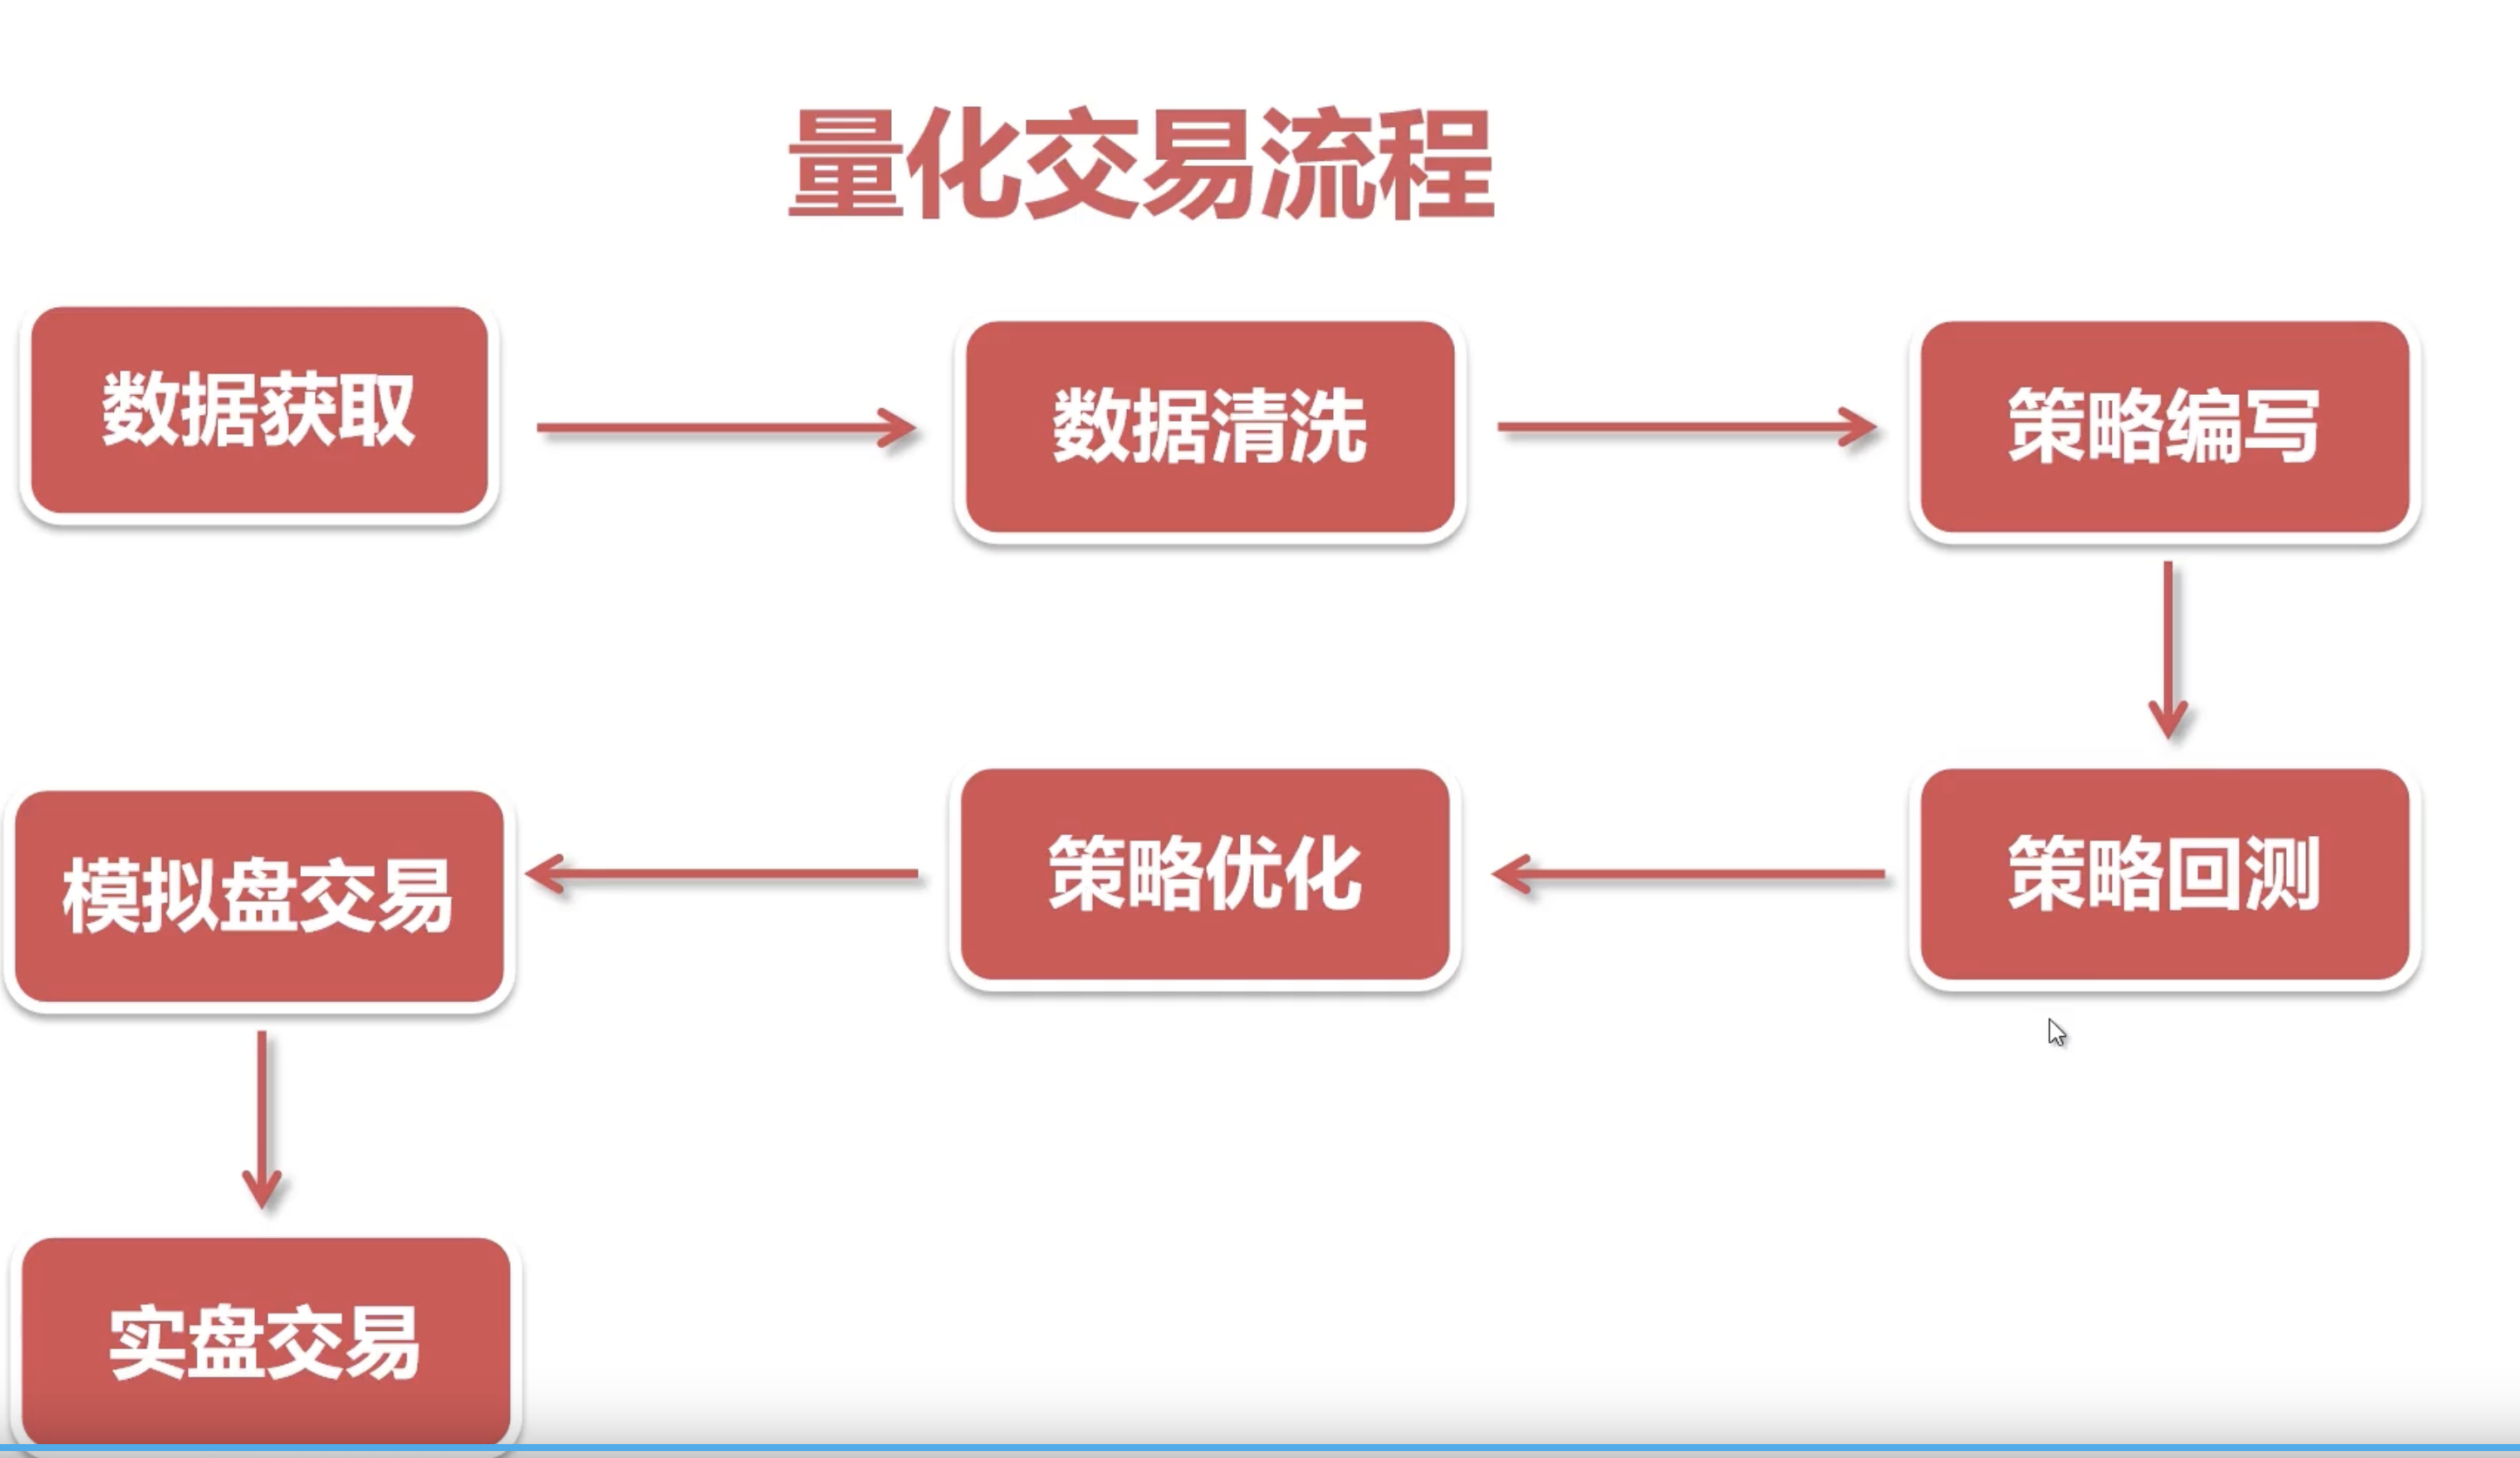 量化交易流程
数据获取
数据清洗
策略编写
策略回测
策略优化
模拟盘交易
实盘交易